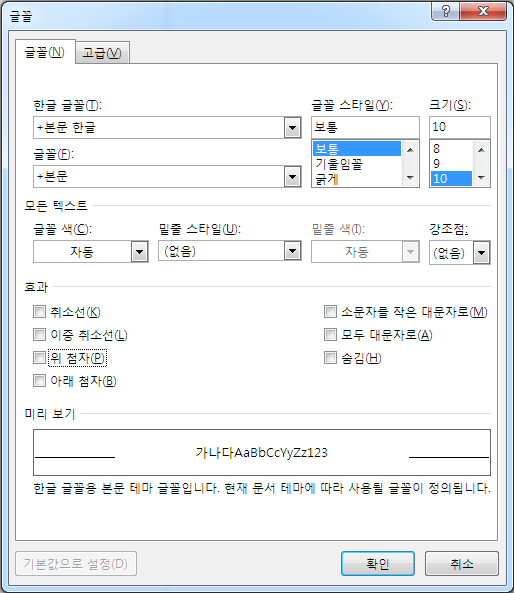 글꼴
글꼴(N) 고급(V)
한글 글꼴(T): 글꼴 스타일(Y): 크기(S):
+본문 한글 보통 10
글꼴(F): 보통 8
+본문 기울임꼴 9
굵게 10
모든 텍스트
글꼴 색(C): 밑줄 스타일(U): 밑줄 색(I): 강조점:
자동 (없음) 자동 (없음)
효과
취소선(K) 소문자를 작은 대문자로(M)
이중 취소선(L) 모두 대문자로(A)
위 첨자(P) 숨김(H)
아래 첨자(B)
미리 보기
가나다AaBbCcYyZz123
한글 글꼴용 본문 테마 글꼴입니다. 현재 문서 테마에 따라 사용될 글꼴이 정의됩니다.
기본값으로 설정(D) 확인 취소